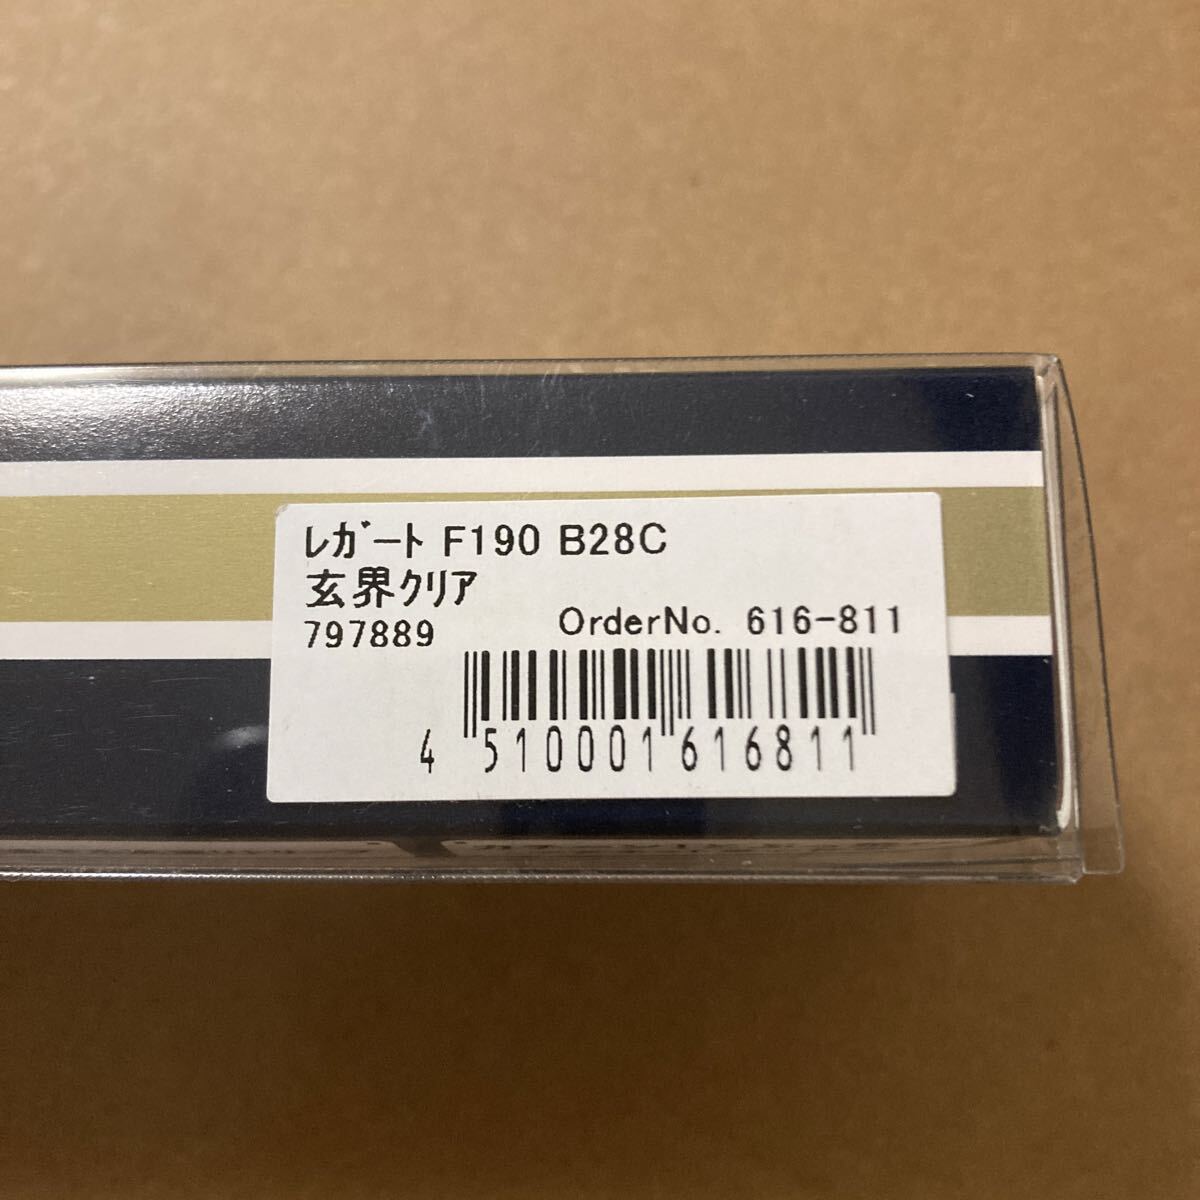 ﾚｶﾞｰﾄ F190 B28C
玄界ｸﾘｱ
797889 OrderNo. 616-811
4 510001 616811